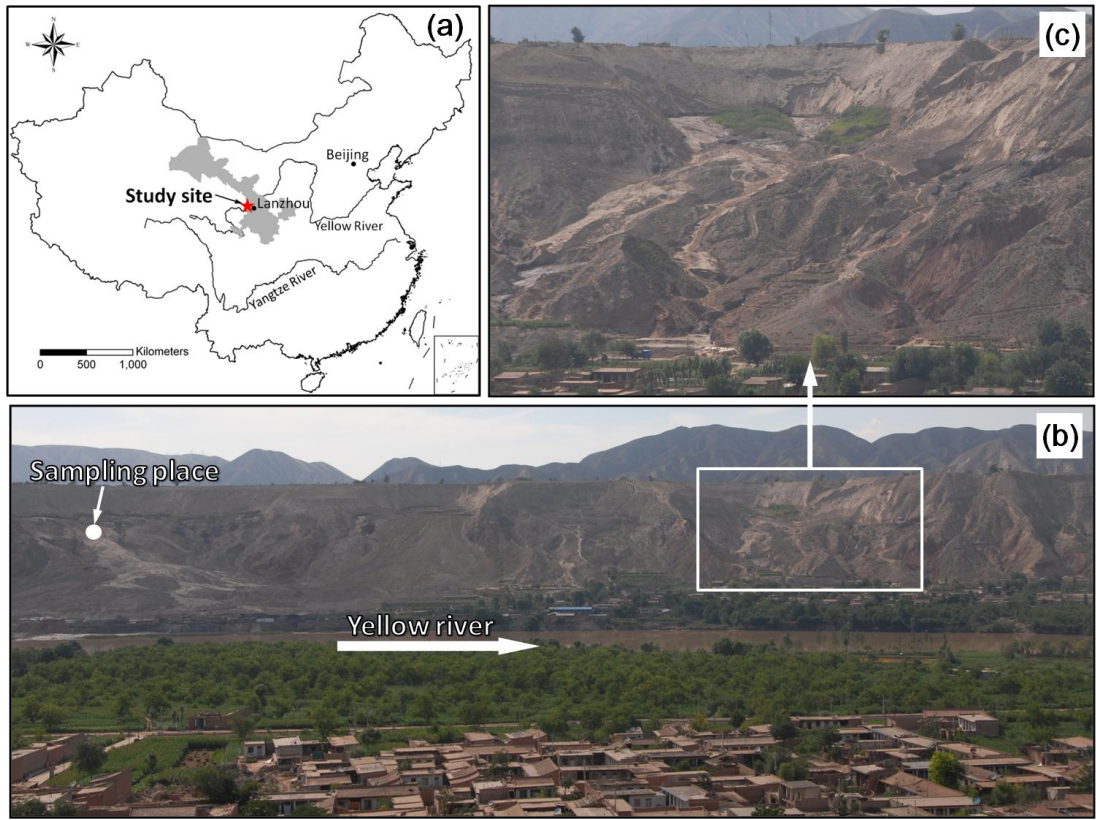 (a)
N
W
E
S
Beijing
Study site
Lanzhou
Yellow River
Yangtze River
Kilometers
0 500 1,000
(c)
(b)
Sampling place
Yellow river